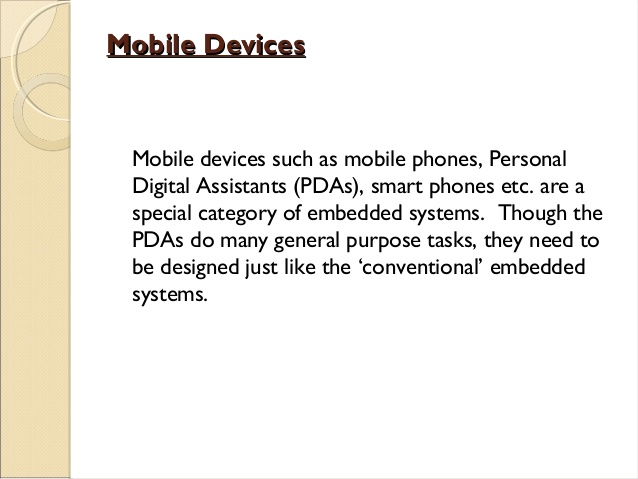 Mobile Devices
Mobile devices such as mobile phones, Personal
Digital Assistants (PDAs), smart phones etc. are a
special category of embedded systems.  Though the
PDAs do many general purpose tasks, they need to
be designed just like the ‘conventional’ embedded
systems.